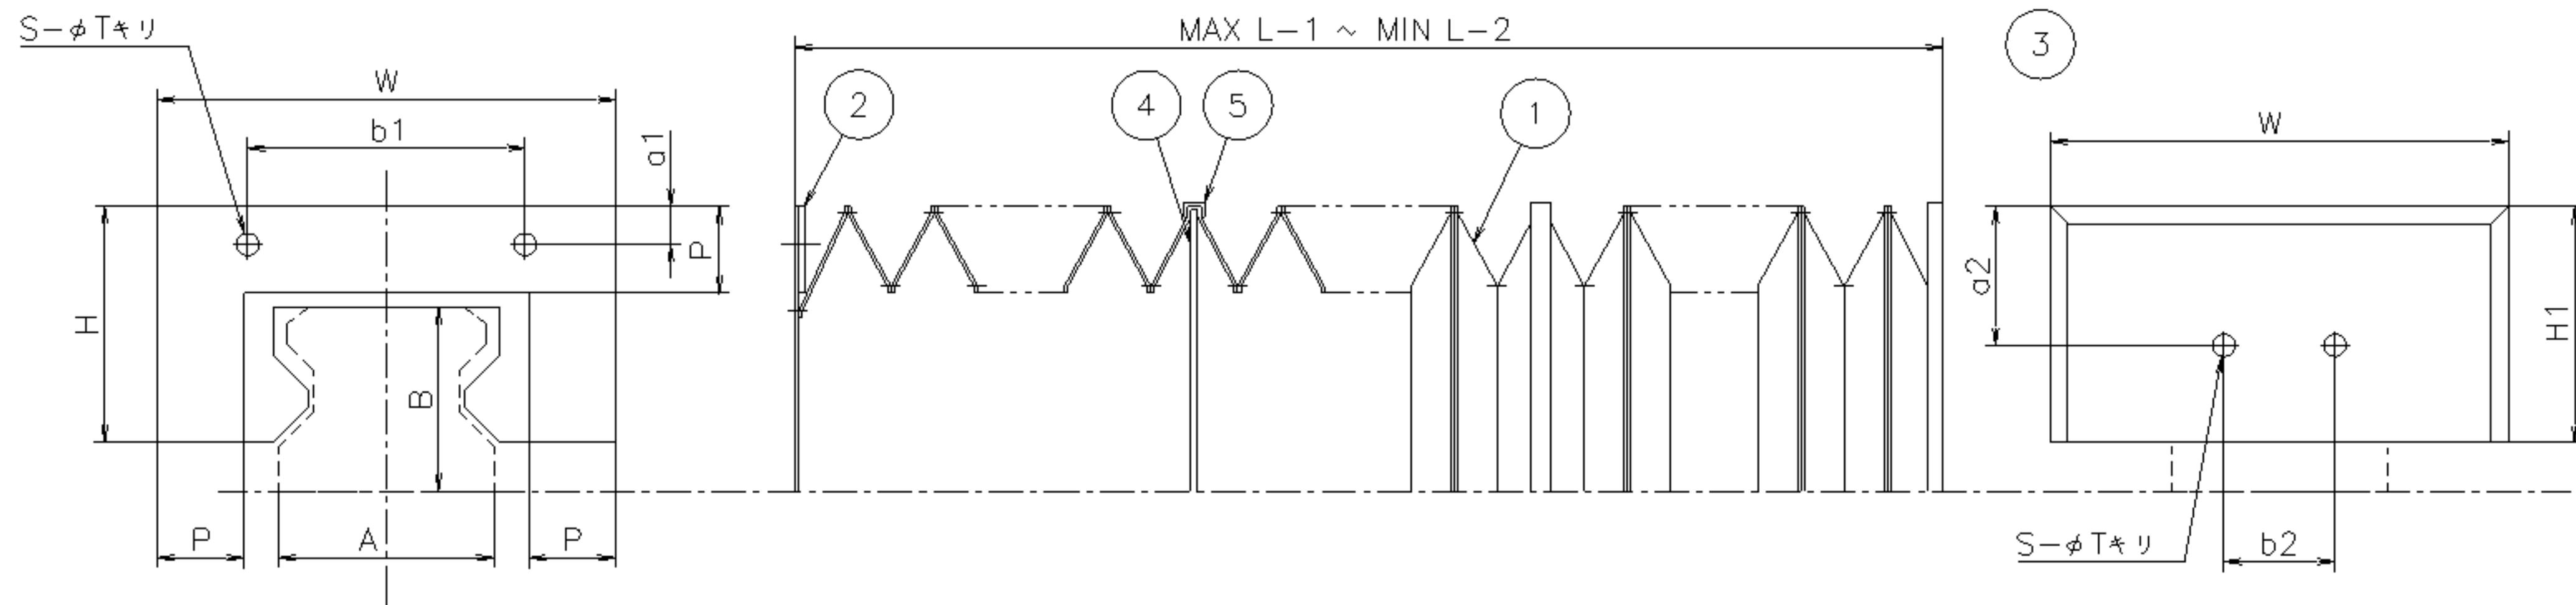 S-φTキリ
W
b1
a1
P
H
B
P
A
P
MAX L-1 ~ MIN L-2
2
4
5
1
3
W
a2
H1
S-φTキリ
b2